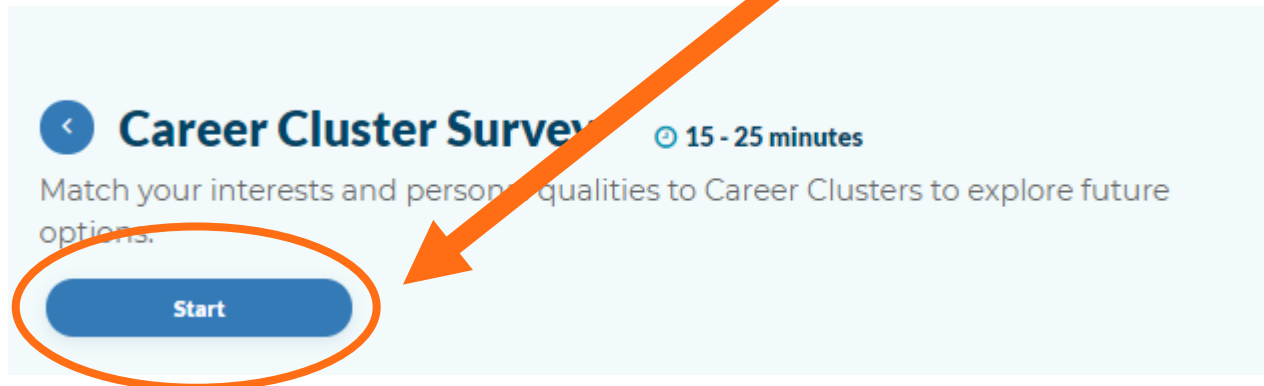 Career Cluster Survey
15 - 25 minutes
Match your interests and personal qualities to Career Clusters to explore future
options.
Start